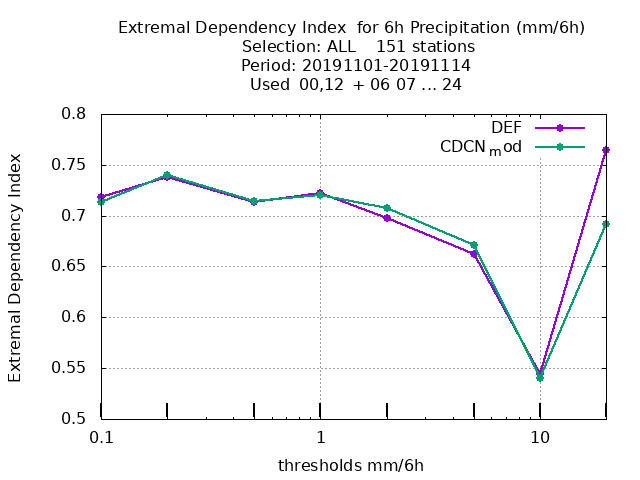 Extremal Dependency Index  for 6h Precipitation (mm/6h)
Selection: ALL    151 stations
Period: 20191101-20191114
Used  00,12  + 06 07 ... 24
DEF
CDCN_mod
Extremal Dependency Index
0.8
0.75
0.7
0.65
0.6
0.55
0.5
0.1
1
10
thresholds mm/6h